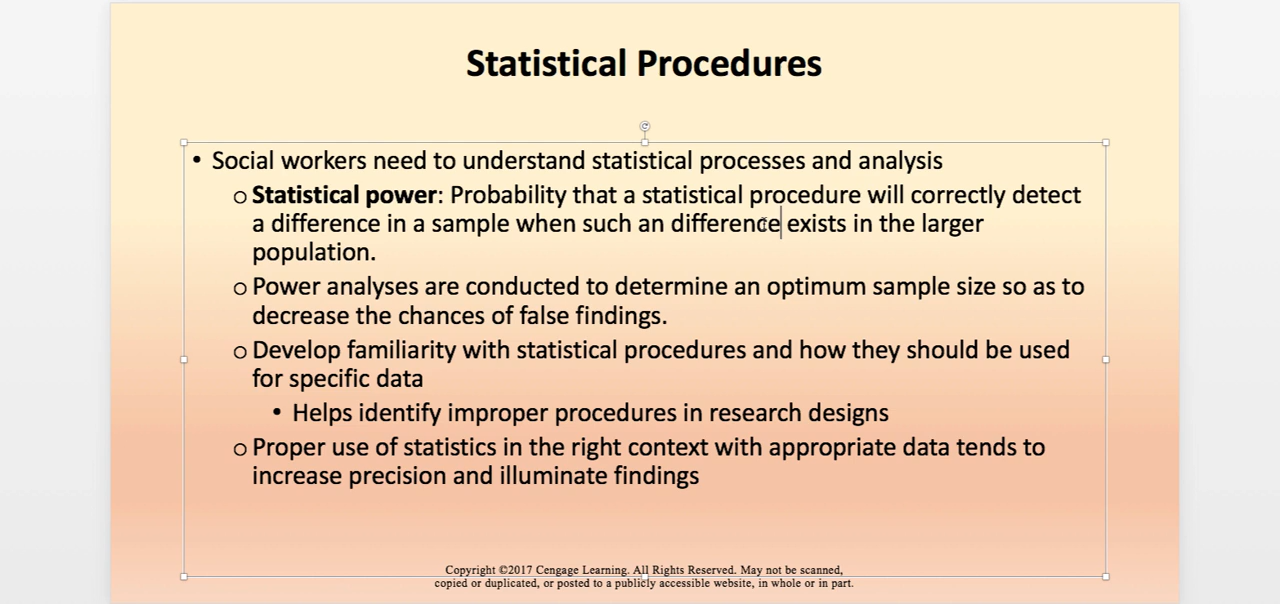 Statistical Procedures
• Social workers need to understand statistical processes and analysis
o Statistical power: Probability that a statistical procedure will correctly detect
a difference in a sample when such an difference exists in the larger
population.
o Power analyses are conducted to determine an optimum sample size so as to
decrease the chances of false findings.
o Develop familiarity with statistical procedures and how they should be used
for specific data
• Helps identify improper procedures in research designs
o Proper use of statistics in the right context with appropriate data tends to
increase precision and illuminate findings
Copyright ©2017 Cengage Learning. All Rights Reserved. May not be scanned,
copied or duplicated, or posted to a publicly accessible website, in whole or in part.